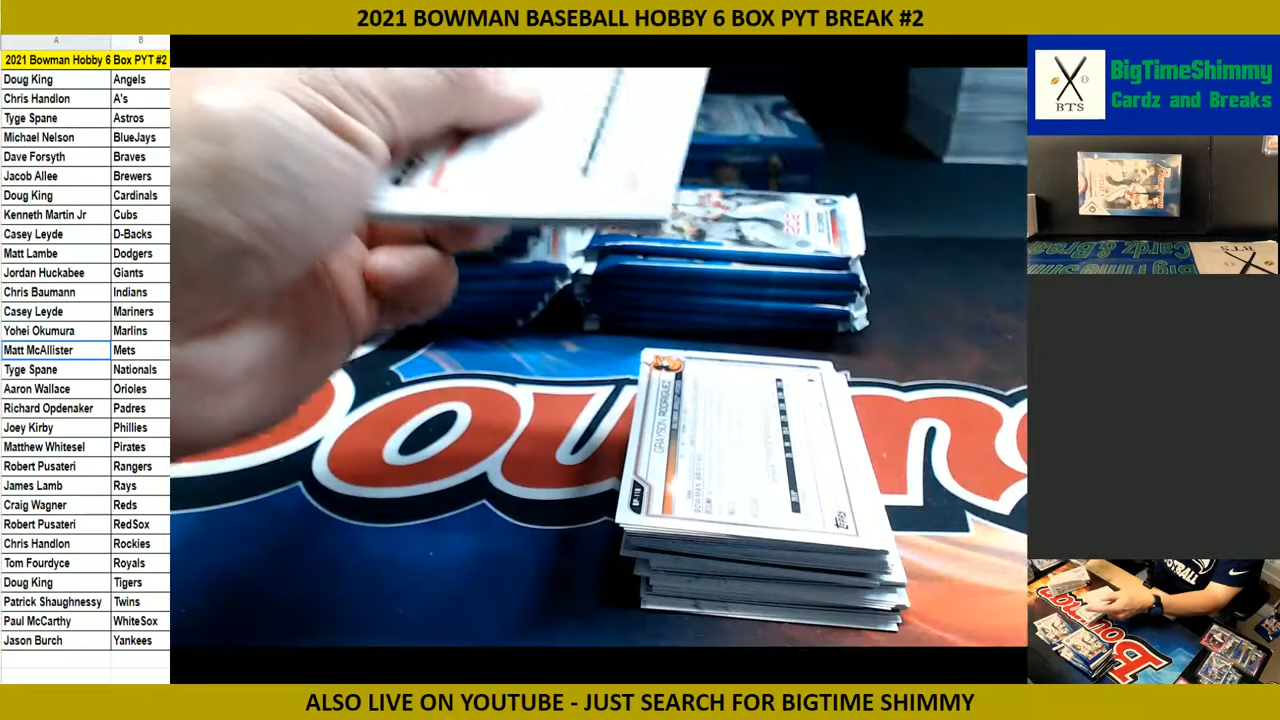 2021 BOWMAN BASEBALL HOBBY 6 BOX PYT BREAK #2
A B
2021 Bowman Hobby 6 Box PYT #2
Doug King Angels
Chris Handlon A's
Tyge Spane Astros
Michael Nelson BlueJays
Dave Forsyth Braves
Jacob Allee Brewers
Doug King Cardinals
Kenneth Martin Jr Cubs
Casey Leyde D-Backs
Matt Lambe Dodgers
Jordan Huckabee Giants
Chris Baumann Indians
Casey Leyde Mariners
Yohei Okumura Marlins
Matt McAllister Mets
Tyge Spane Nationals
Aaron Wallace Orioles
Richard Opdenaker Padres
Joey Kirby Phillies
Matthew Whitesel Pirates
Robert Pusateri Rangers
James Lamb Rays
Craig Wagner Reds
Robert Pusateri RedSox
Chris Handlon Rockies
Tom Fourdyce Royals
Doug King Tigers
Patrick Shaughnessy Twins
Paul McCarthy WhiteSox
Jason Burch Yankees
BTS
BigTimeShimmy
Cardz and Breaks
GRAYSON RODRIGUEZ
BP-118
Topps
ALSO LIVE ON YOUTUBE - JUST SEARCH FOR BIGTIME SHIMMY